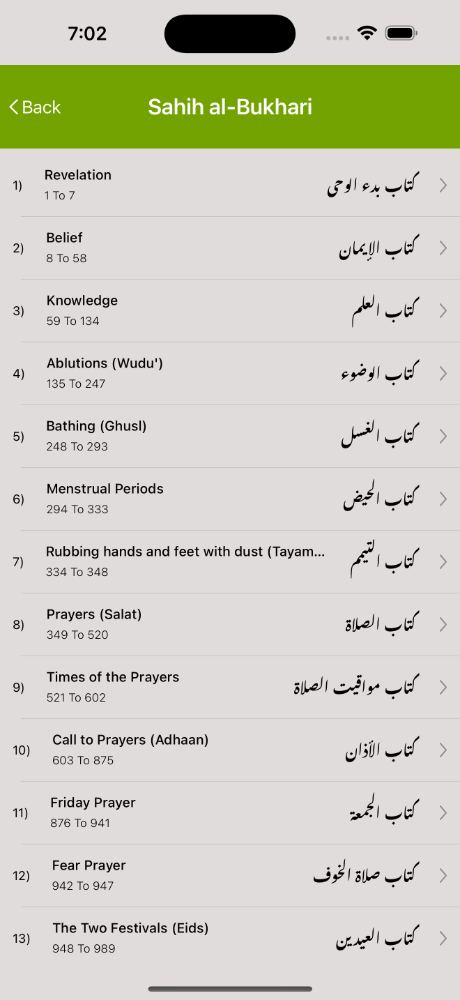 7:02
Back
Sahih al-Bukhari
1) Revelation كتاب بدء الوحى
1 To 7
2) Belief كتاب الإيمان
8 To 58
3) Knowledge كتاب العلم
59 To 134
4) Ablutions (Wudu') كتاب الوضوء
135 To 247
5) Bathing (Ghusl) كتاب الغسل
248 To 293
6) Menstrual Periods كتاب الحيض
294 To 333
7) Rubbing hands and feet with dust (Tayam... كتاب التيمم
334 To 348
8) Prayers (Salat) كتاب الصلاة
349 To 520
9) Times of the Prayers كتاب مواقيت الصلاة
521 To 602
10) Call to Prayers (Adhaan) كتاب الأذان
603 To 875
11) Friday Prayer كتاب الجمعة
876 To 941
12) Fear Prayer كتاب صلاة الخوف
942 To 947
13) The Two Festivals (Eids) كتاب العيدين
948 To 989